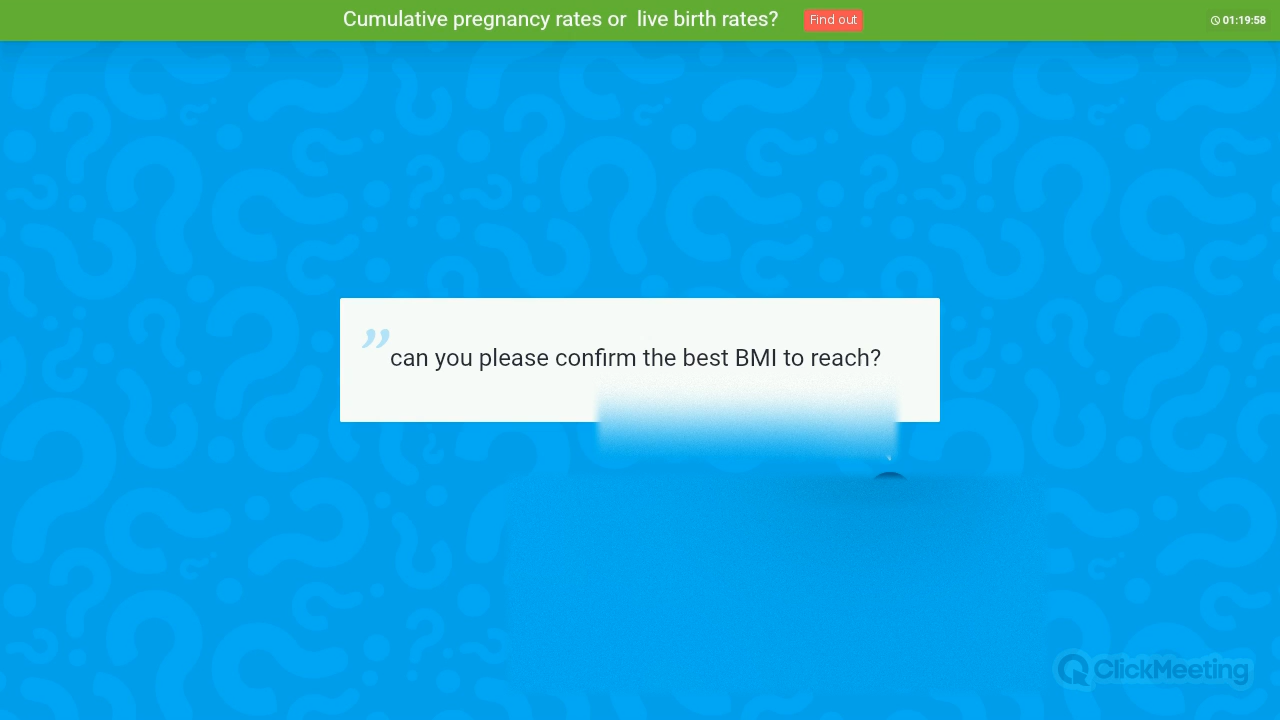 Cumulative pregnancy rates or  live birth rates?
Find out
01:19:58
can you please confirm the best BMI to reach?
ClickMeeting